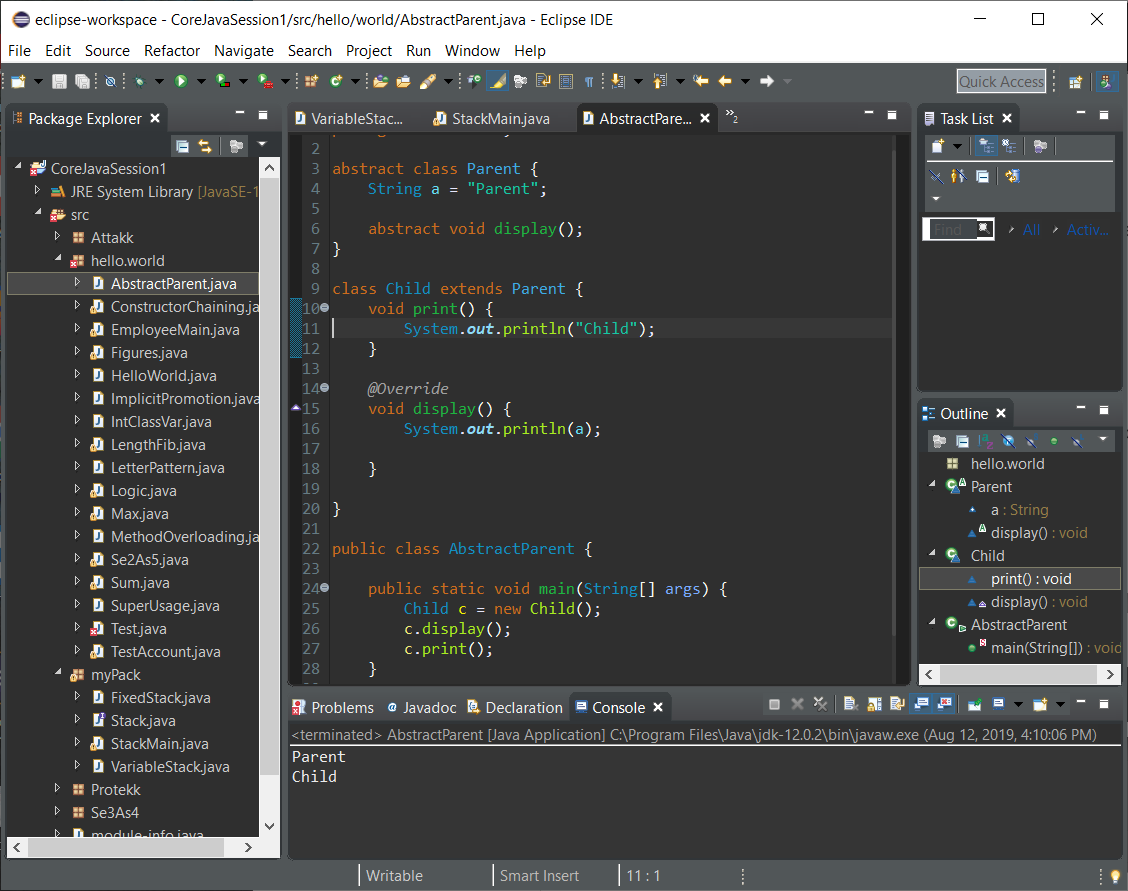 eclipse-workspace - CoreJavaSession1/src/hello/world/AbstractParent.java - Eclipse IDE
File Edit Source Refactor Navigate Search Project Run Window Help
Quick Access
Package Explorer
CoreJavaSession1
JRE System Library [JavaSE-1
src
Attakk
hello.world
AbstractParent.java
ConstructorChaining.ja
EmployeeMain.java
Figures.java
HelloWorld.java
ImplicitPromotion.java
IntClassVar.java
LengthFib.java
LetterPattern.java
Logic.java
Max.java
MethodOverloading.ja
Se2As5.java
Sum.java
SuperUsage.java
Test.java
TestAccount.java
myPack
FixedStack.java
Stack.java
StackMain.java
VariableStack.java
Protekk
Se3As4
module-info.java
VariableStac... StackMain.java AbstractPare... »2
2
3 abstract class Parent {
4 String a = "Parent";
5
6 abstract void display();
7 }
8
9 class Child extends Parent {
10 void print() {
11 System.out.println("Child");
12 }
13
14 @Override
15 void display() {
16 System.out.println(a);
17
18 }
19
20 }
21
22 public class AbstractParent {
23
24 public static void main(String[] args) {
25 Child c = new Child();
26 c.display();
27 c.print();
28 }
Task List
Find All Activ...
Outline
hello.world
Parent
a : String
display() : void
Child
print() : void
display() : void
AbstractParent
main(String[]) : void
Problems Javadoc Declaration Console
<terminated> AbstractParent [Java Application] C:\Program Files\Java\jdk-12.0.2\bin\javaw.exe (Aug 12, 2019, 4:10:06 PM)
Parent
Child
Writable Smart Insert 11 : 1